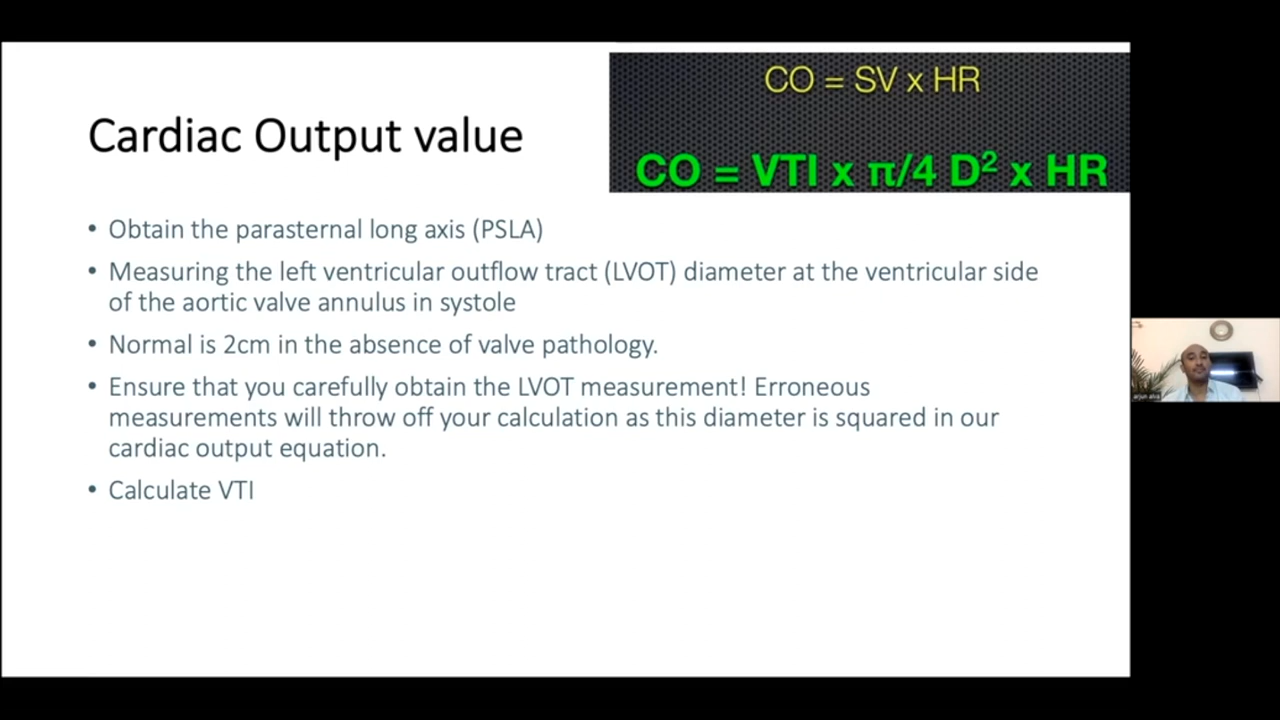 CO = SV x HR
Cardiac Output value
CO = VTI x π/4 D² x HR
• Obtain the parasternal long axis (PSLA)
• Measuring the left ventricular outflow tract (LVOT) diameter at the ventricular side
of the aortic valve annulus in systole
• Normal is 2cm in the absence of valve pathology.
• Ensure that you carefully obtain the LVOT measurement! Erroneous
measurements will throw off your calculation as this diameter is squared in our
cardiac output equation.
• Calculate VTI
arjun alva